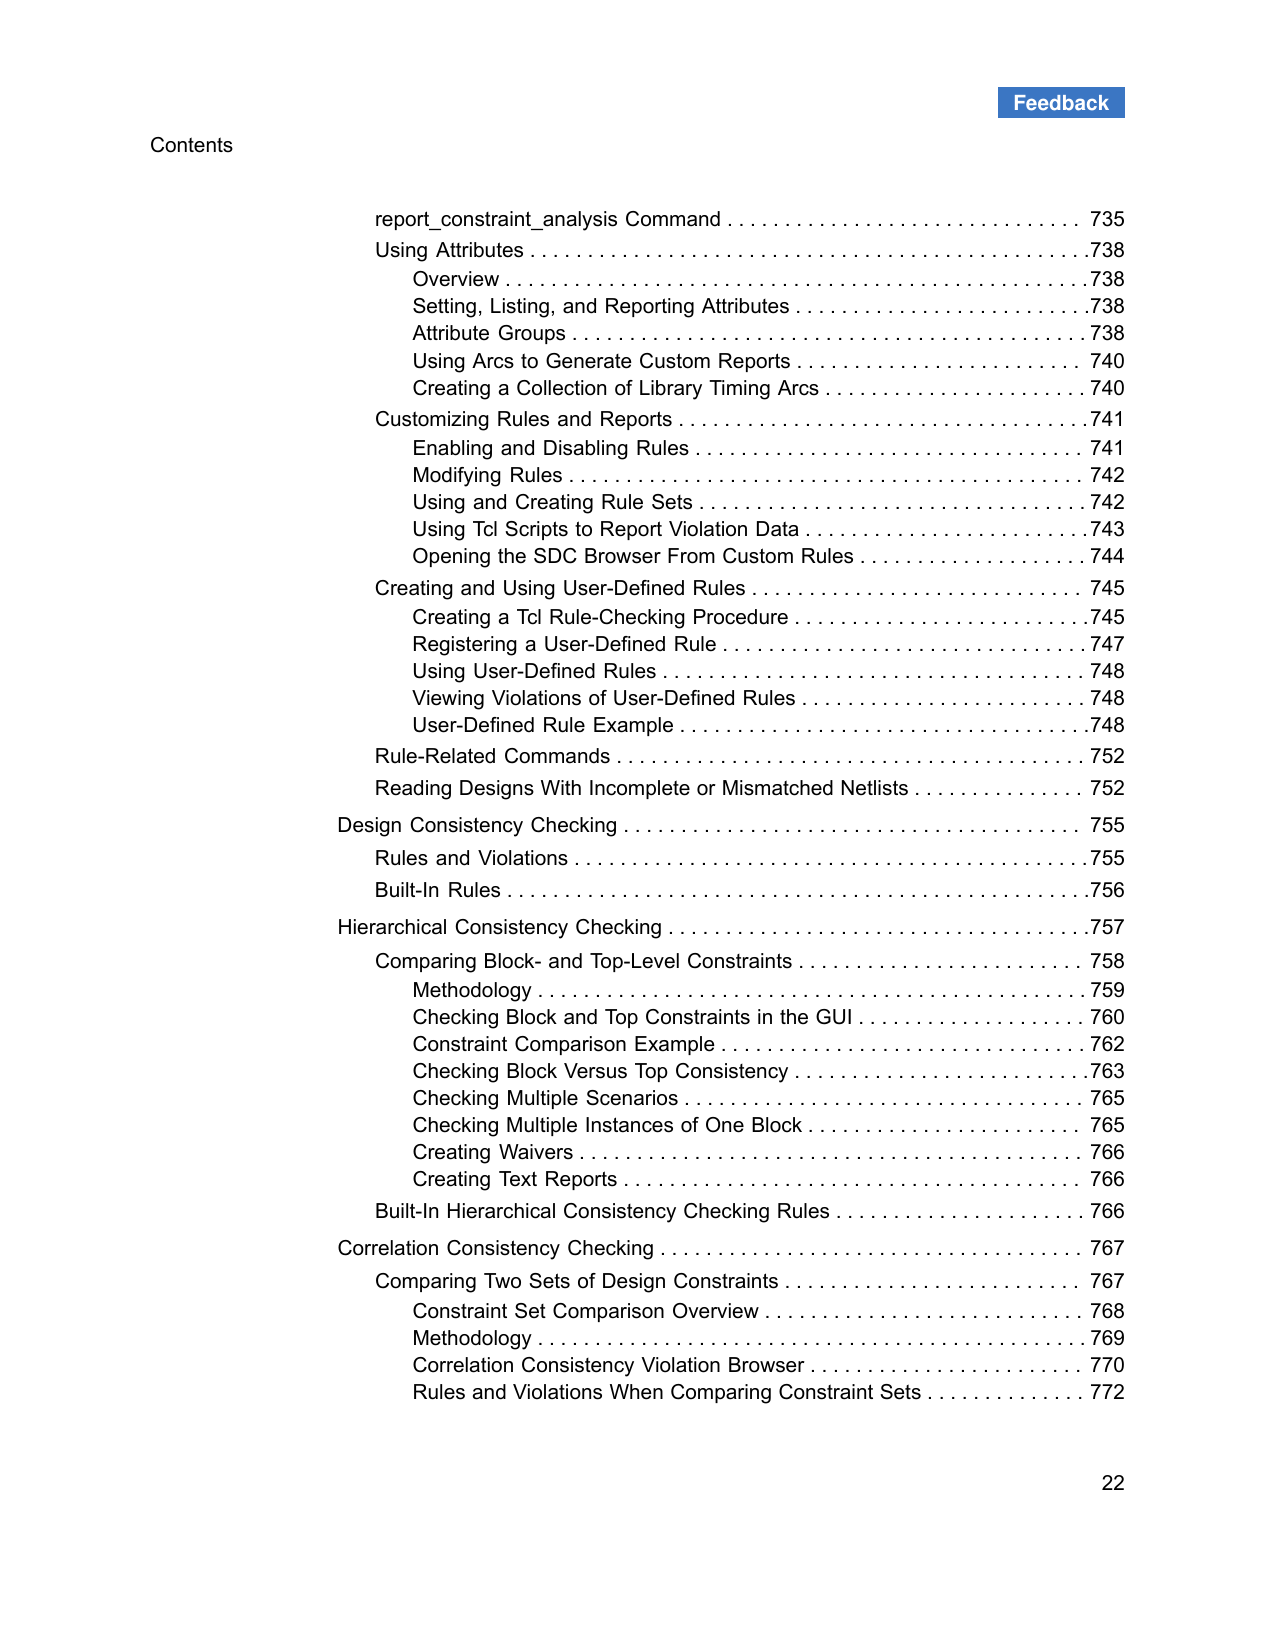 Feedback
Contents
report_constraint_analysis Command . . . . . . . . . . . . . . . . . . . . . . . . . . . . . . . 735
Using Attributes . . . . . . . . . . . . . . . . . . . . . . . . . . . . . . . . . . . . . . . . . . . . . . . . .738
Overview . . . . . . . . . . . . . . . . . . . . . . . . . . . . . . . . . . . . . . . . . . . . . . . . . . .738
Setting, Listing, and Reporting Attributes . . . . . . . . . . . . . . . . . . . . . . . . . .738
Attribute Groups . . . . . . . . . . . . . . . . . . . . . . . . . . . . . . . . . . . . . . . . . . . . . 738
Using Arcs to Generate Custom Reports . . . . . . . . . . . . . . . . . . . . . . . . . 740
Creating a Collection of Library Timing Arcs . . . . . . . . . . . . . . . . . . . . . . . 740
Customizing Rules and Reports . . . . . . . . . . . . . . . . . . . . . . . . . . . . . . . . . . . .741
Enabling and Disabling Rules . . . . . . . . . . . . . . . . . . . . . . . . . . . . . . . . . . 741
Modifying Rules . . . . . . . . . . . . . . . . . . . . . . . . . . . . . . . . . . . . . . . . . . . . . 742
Using and Creating Rule Sets . . . . . . . . . . . . . . . . . . . . . . . . . . . . . . . . . . 742
Using Tcl Scripts to Report Violation Data . . . . . . . . . . . . . . . . . . . . . . . . .743
Opening the SDC Browser From Custom Rules . . . . . . . . . . . . . . . . . . . . 744
Creating and Using User-Defined Rules . . . . . . . . . . . . . . . . . . . . . . . . . . . . . 745
Creating a Tcl Rule-Checking Procedure . . . . . . . . . . . . . . . . . . . . . . . . . .745
Registering a User-Defined Rule . . . . . . . . . . . . . . . . . . . . . . . . . . . . . . . . 747
Using User-Defined Rules . . . . . . . . . . . . . . . . . . . . . . . . . . . . . . . . . . . . . 748
Viewing Violations of User-Defined Rules . . . . . . . . . . . . . . . . . . . . . . . . . 748
User-Defined Rule Example . . . . . . . . . . . . . . . . . . . . . . . . . . . . . . . . . . . .748
Rule-Related Commands . . . . . . . . . . . . . . . . . . . . . . . . . . . . . . . . . . . . . . . . . 752
Reading Designs With Incomplete or Mismatched Netlists . . . . . . . . . . . . . . . 752
Design Consistency Checking . . . . . . . . . . . . . . . . . . . . . . . . . . . . . . . . . . . . . . . . 755
Rules and Violations . . . . . . . . . . . . . . . . . . . . . . . . . . . . . . . . . . . . . . . . . . . . .755
Built-In Rules . . . . . . . . . . . . . . . . . . . . . . . . . . . . . . . . . . . . . . . . . . . . . . . . . . .756
Hierarchical Consistency Checking . . . . . . . . . . . . . . . . . . . . . . . . . . . . . . . . . . . . .757
Comparing Block- and Top-Level Constraints . . . . . . . . . . . . . . . . . . . . . . . . . 758
Methodology . . . . . . . . . . . . . . . . . . . . . . . . . . . . . . . . . . . . . . . . . . . . . . . . 759
Checking Block and Top Constraints in the GUI . . . . . . . . . . . . . . . . . . . . 760
Constraint Comparison Example . . . . . . . . . . . . . . . . . . . . . . . . . . . . . . . . 762
Checking Block Versus Top Consistency . . . . . . . . . . . . . . . . . . . . . . . . . .763
Checking Multiple Scenarios . . . . . . . . . . . . . . . . . . . . . . . . . . . . . . . . . . . 765
Checking Multiple Instances of One Block . . . . . . . . . . . . . . . . . . . . . . . . 765
Creating Waivers . . . . . . . . . . . . . . . . . . . . . . . . . . . . . . . . . . . . . . . . . . . . 766
Creating Text Reports . . . . . . . . . . . . . . . . . . . . . . . . . . . . . . . . . . . . . . . . 766
Built-In Hierarchical Consistency Checking Rules . . . . . . . . . . . . . . . . . . . . . . 766
Correlation Consistency Checking . . . . . . . . . . . . . . . . . . . . . . . . . . . . . . . . . . . . . 767
Comparing Two Sets of Design Constraints . . . . . . . . . . . . . . . . . . . . . . . . . . 767
Constraint Set Comparison Overview . . . . . . . . . . . . . . . . . . . . . . . . . . . . 768
Methodology . . . . . . . . . . . . . . . . . . . . . . . . . . . . . . . . . . . . . . . . . . . . . . . . 769
Correlation Consistency Violation Browser . . . . . . . . . . . . . . . . . . . . . . . . 770
Rules and Violations When Comparing Constraint Sets . . . . . . . . . . . . . . 772
22